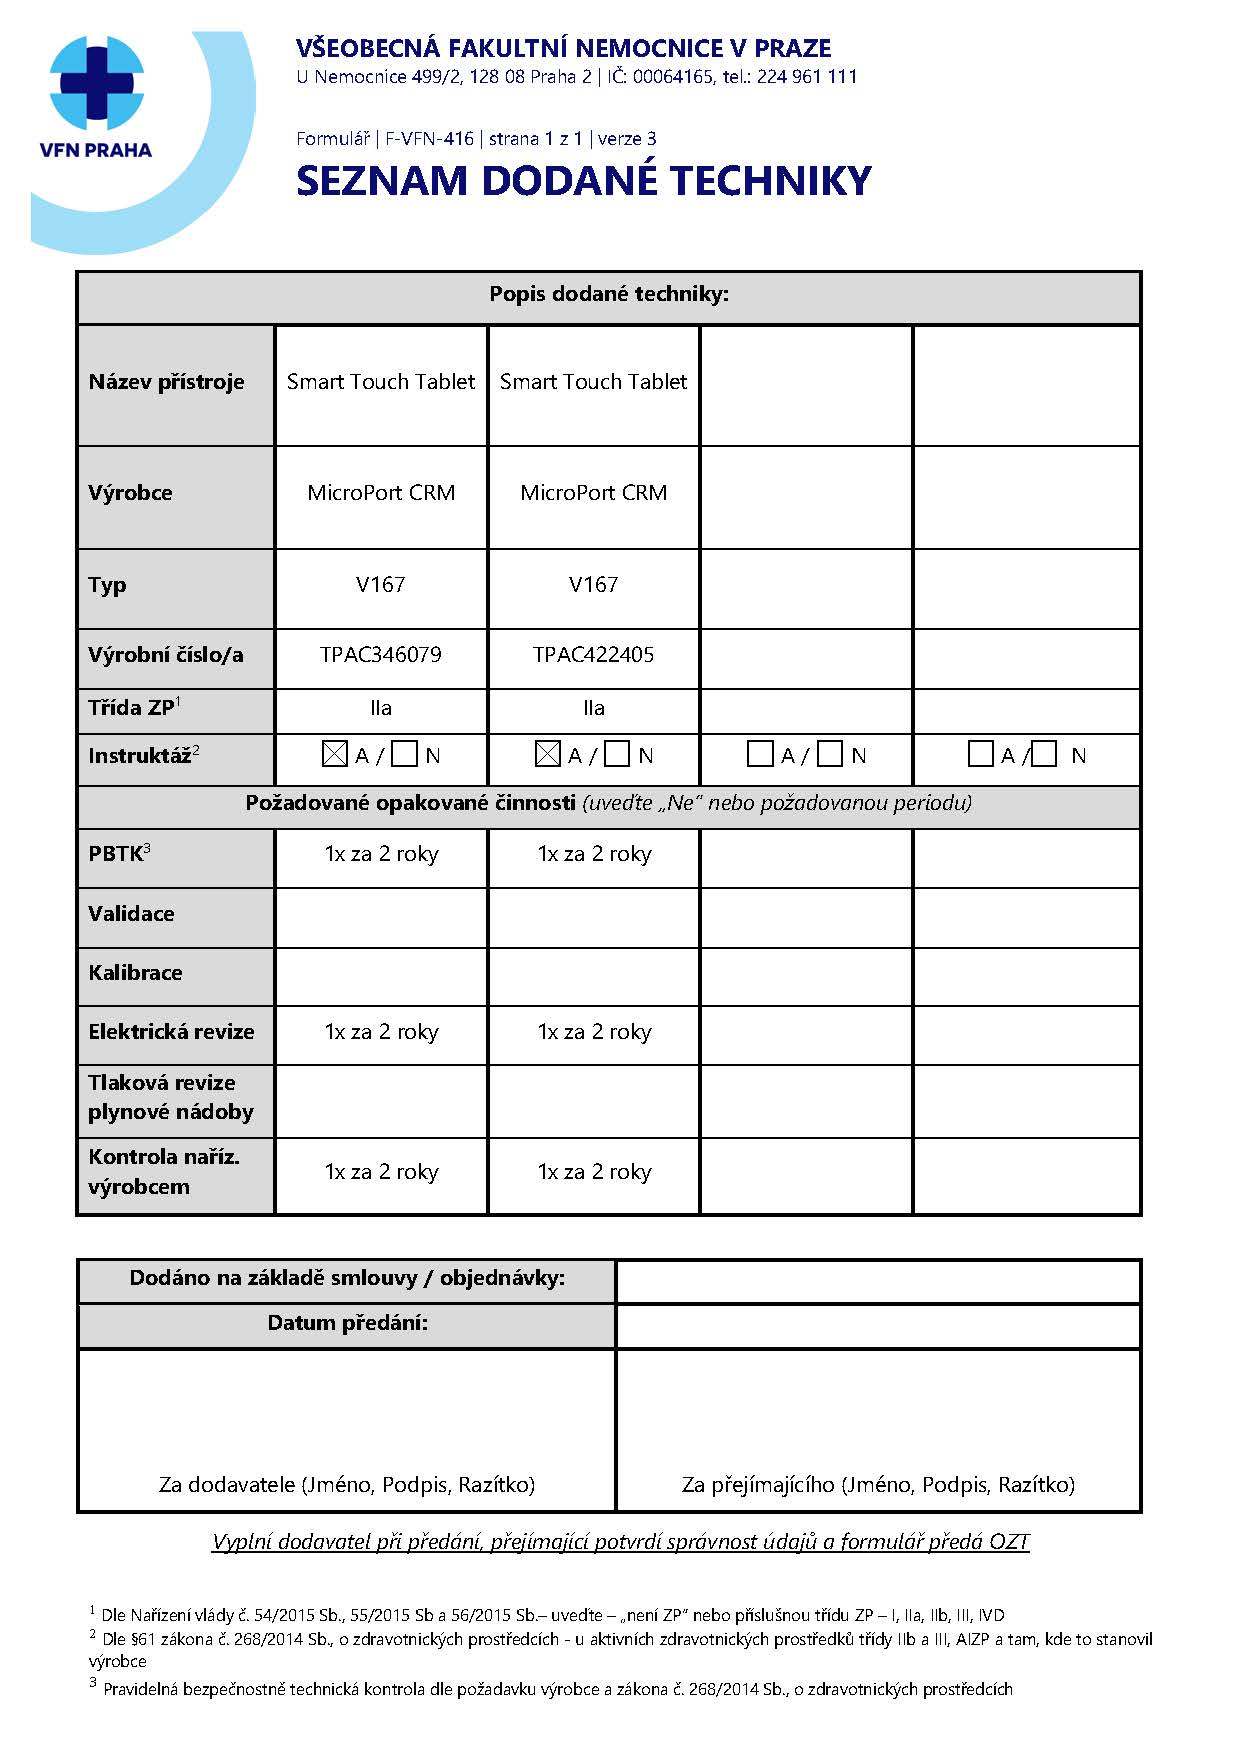 VŠEOBECNÁ FAKULTNÍ NEMOCNICE V PRAZE
U Nemocnice 499/2, 128 08 Praha 2 | IČ: 00064165, tel.: 224 961 111
VFN PRAHA
Formulář | F-VFN-416 | strana 1 z 1 | verze 3
SEZNAM DODANÉ TECHNIKY
Popis dodané techniky:
Název přístroje Smart Touch Tablet Smart Touch Tablet
Výrobce MicroPort CRM MicroPort CRM
Typ V167 V167
Výrobní číslo/a TPAC346079 TPAC422405
Třída ZP¹ IIa IIa
Instruktáž² ☒ A / ☐ N ☒ A / ☐ N ☐ A / ☐ N ☐ A / ☐ N
Požadované opakované činnosti (uveďte „Ne“ nebo požadovanou periodu)
PBTK³ 1x za 2 roky 1x za 2 roky
Validace
Kalibrace
Elektrická revize 1x za 2 roky 1x za 2 roky
Tlaková revize
plynové nádoby
Kontrola naříz.
výrobcem 1x za 2 roky 1x za 2 roky
Dodáno na základě smlouvy / objednávky:
Datum předání:
Za dodavatele (Jméno, Podpis, Razítko) Za přejímajícího (Jméno, Podpis, Razítko)
Vyplní dodavatel při předání, přejímající potvrdí správnost údajů a formulář předá OZT
¹ Dle Nařízení vlády č. 54/2015 Sb., 55/2015 Sb a 56/2015 Sb.– uveďte – „není ZP“ nebo příslušnou třídu ZP – I, IIa, IIb, III, IVD
² Dle §61 zákona č. 268/2014 Sb., o zdravotnických prostředcích - u aktivních zdravotnických prostředků třídy IIb a III, AIZP a tam, kde to stanovil
výrobce
³ Pravidelná bezpečnostně technická kontrola dle požadavku výrobce a zákona č. 268/2014 Sb., o zdravotnických prostředcích